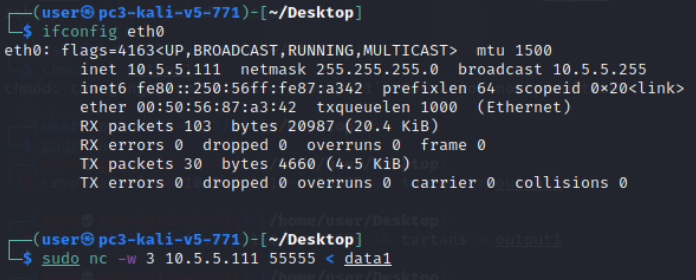 ┌──(user㉿pc3-kali-v5-771)-[~/Desktop]
└─$ ifconfig eth0
eth0: flags=4163<UP,BROADCAST,RUNNING,MULTICAST>  mtu 1500
        inet 10.5.5.111  netmask 255.255.255.0  broadcast 10.5.5.255
        inet6 fe80::250:56ff:fe87:a342  prefixlen 64  scopeid 0×20<link>
        ether 00:50:56:87:a3:42  txqueuelen 1000  (Ethernet)
        RX packets 103  bytes 20987 (20.4 KiB)
        RX errors 0  dropped 0  overruns 0  frame 0
        TX packets 30  bytes 4660 (4.5 KiB)
        TX errors 0  dropped 0 overruns 0  carrier 0  collisions 0
┌──(user㉿pc3-kali-v5-771)-[~/Desktop]
└─$ sudo nc -w 3 10.5.5.111 55555 < data1